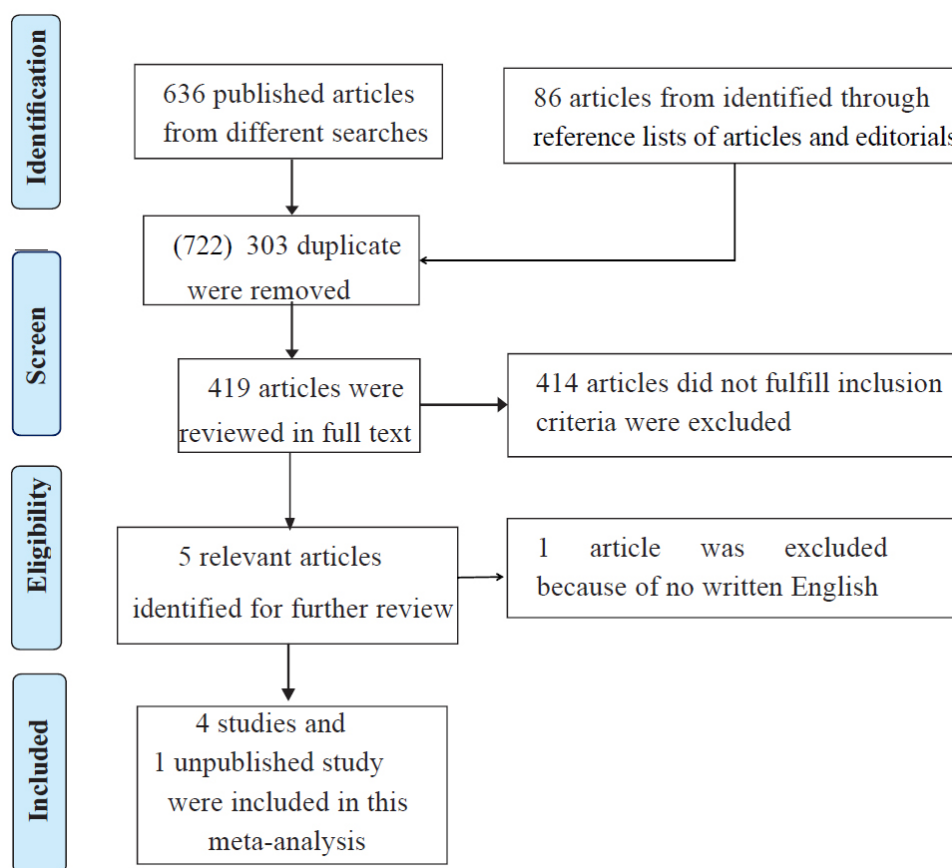 Identification
636 published articles
from different searches
86 articles from identified through
reference lists of articles and editorials
(722) 303 duplicate
were removed
Screen
419 articles were
reviewed in full text
414 articles did not fulfill inclusion
criteria were excluded
Eligibility
5 relevant articles
identified for further review
1 article was excluded
because of no written English
Included
4 studies and
1 unpublished study
were included in this
meta-analysis